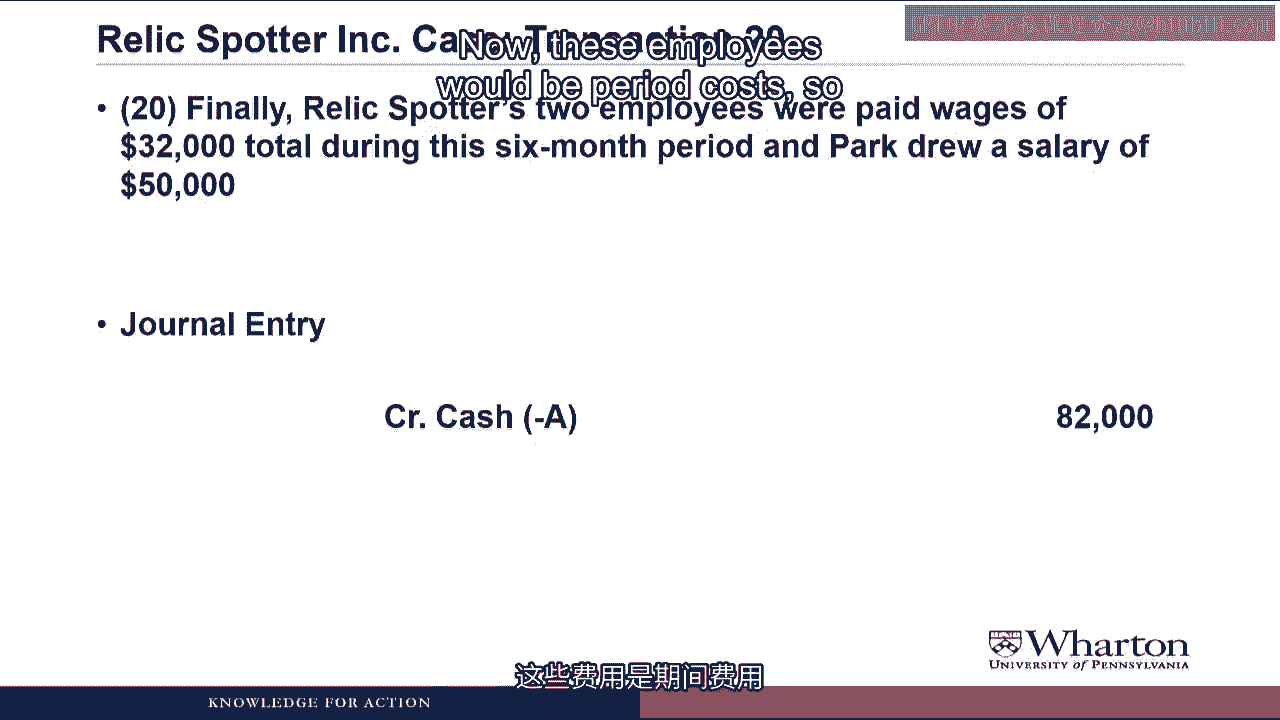 Relic Spotter Inc. Case: Transaction 20
Now, these employees
would be period costs, so
• (20) Finally, Relic Spotter's two employees were paid wages of
$32,000 total during this six-month period and Park drew a salary of
$50,000
• Journal Entry
Cr. Cash (-A) 82,000
Wharton
UNIVERSITY of PENNSYLVANIA
这些费用是期间费用
KNOWLEDGE FOR ACTION